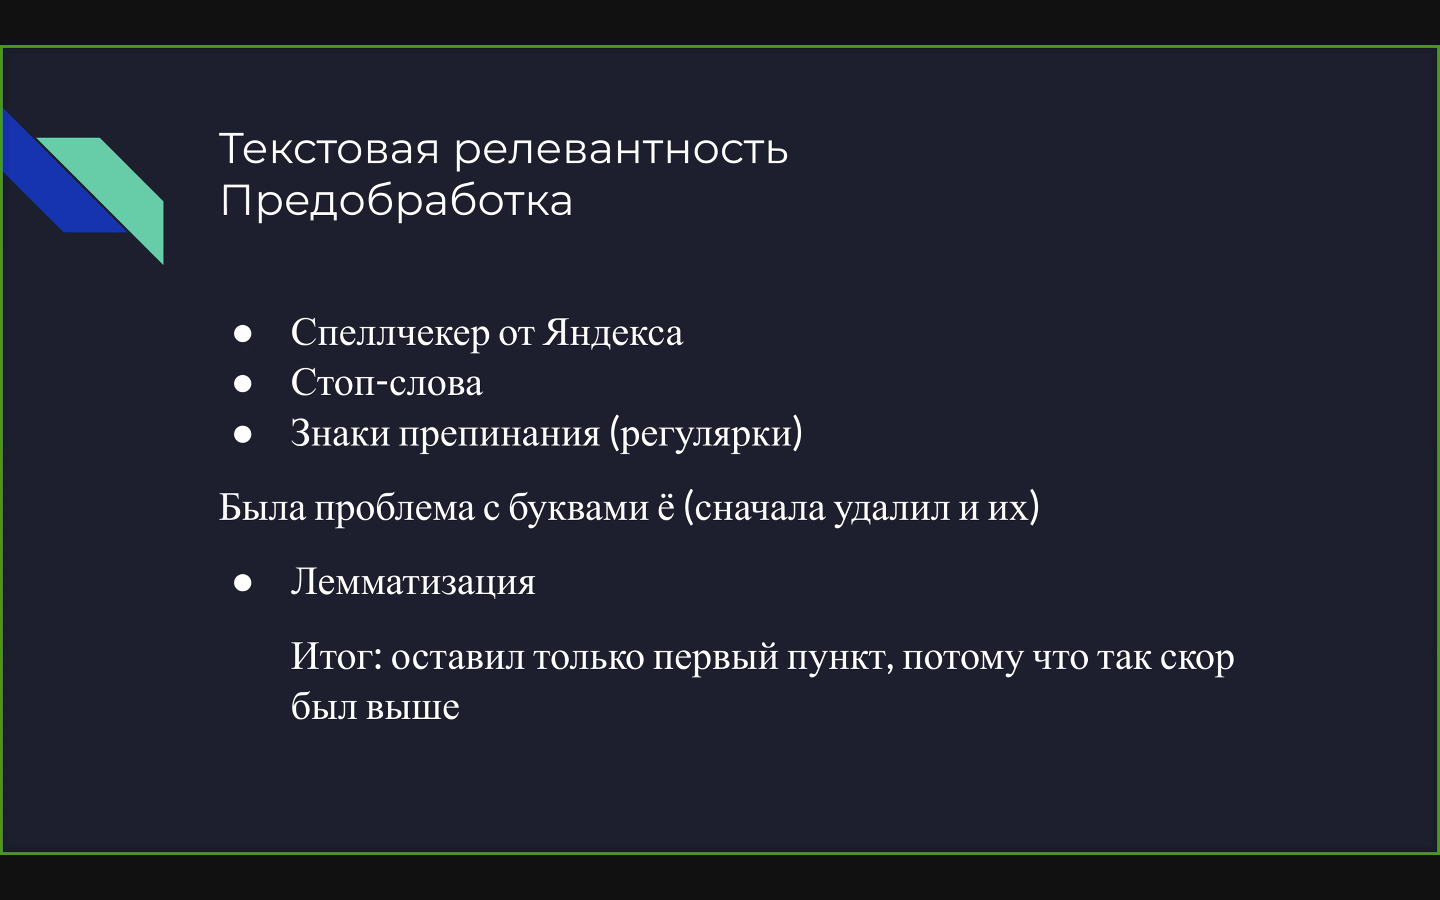 Текстовая релевантность
Предобработка
● Спеллчекер от Яндекса
● Стоп-слова
● Знаки препинания (регулярки)
Была проблема с буквами ё (сначала удалил и их)
● Лемматизация
Итог: оставил только первый пункт, потому что так скор
был выше